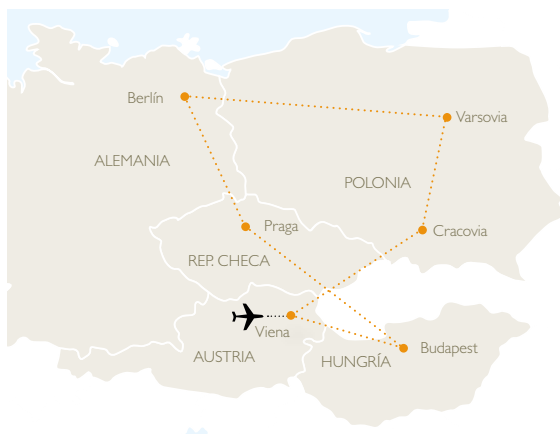 Berlín
Varsovia
ALEMANIA
POLONIA
Praga
Cracovia
REP. CHECA
Viena
Budapest
AUSTRIA
HUNGRÍA